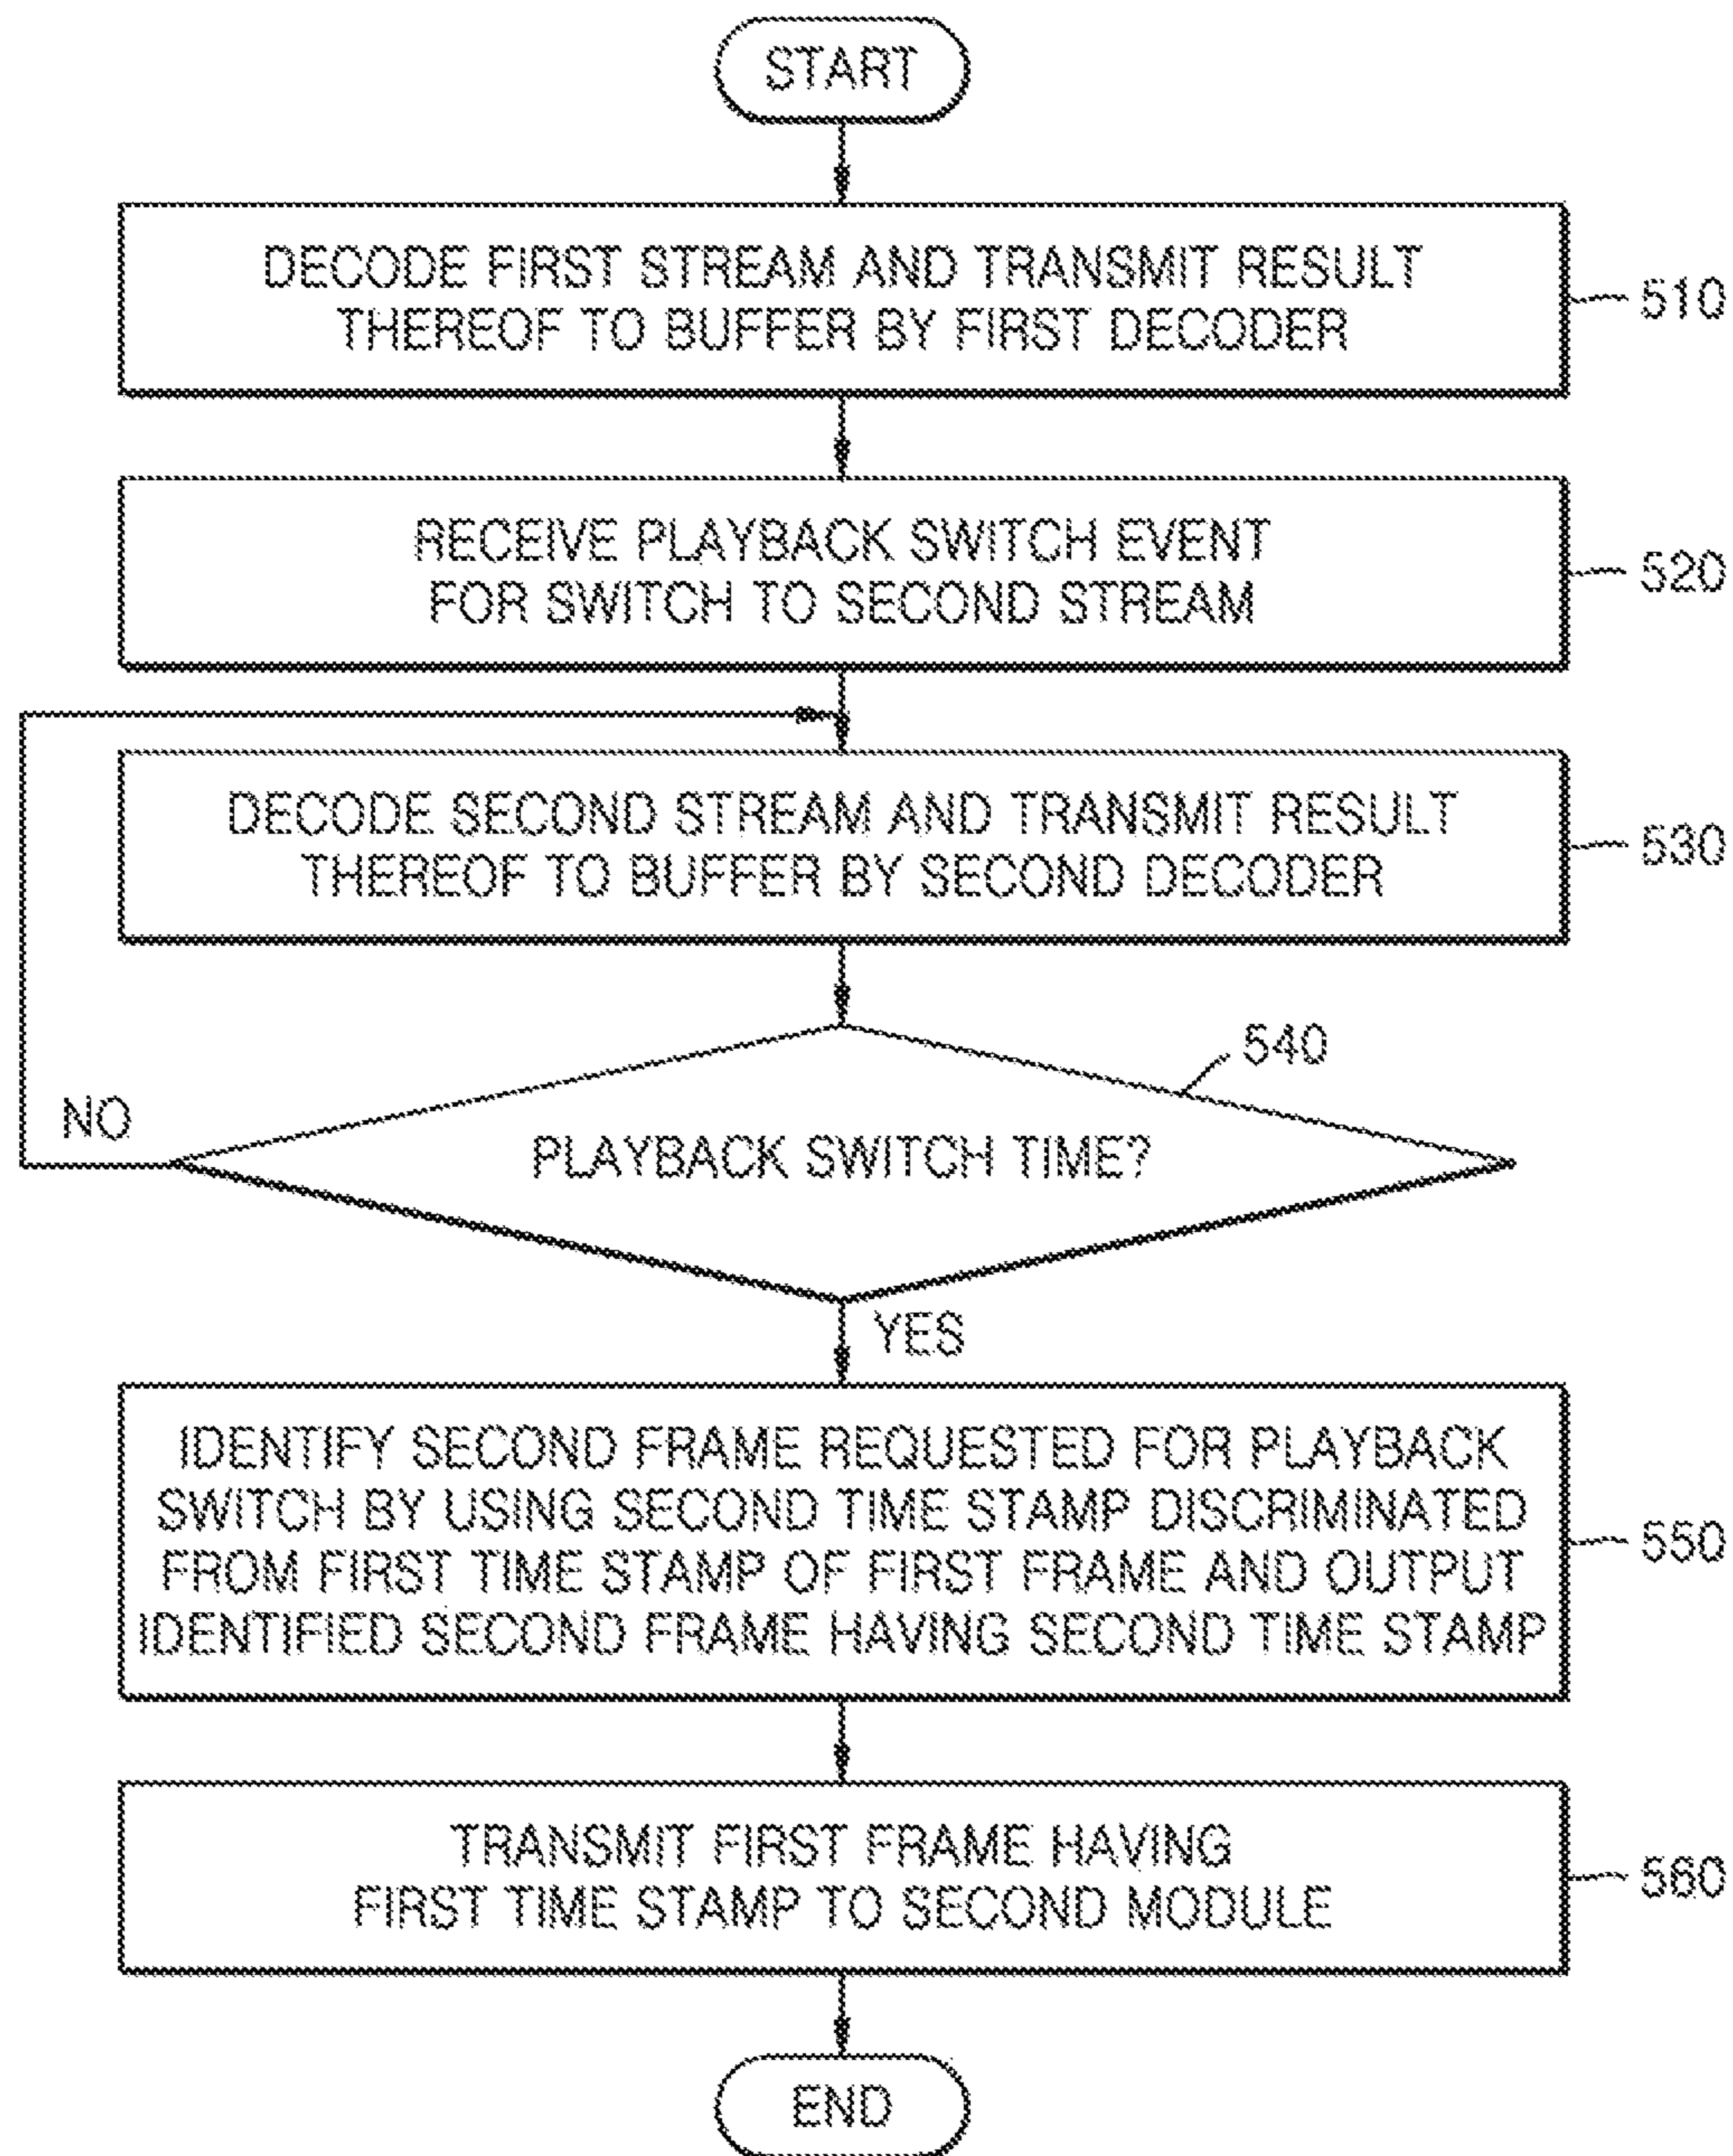 START
DECODE FIRST STREAM AND TRANSMIT RESULT
THEREOF TO BUFFER BY FIRST DECODER
510
RECEIVE PLAYBACK SWITCH EVENT
FOR SWITCH TO SECOND STREAM
520
DECODE SECOND STREAM AND TRANSMIT RESULT
THEREOF TO BUFFER BY SECOND DECODER
530
540
NO
PLAYBACK SWITCH TIME?
YES
IDENTIFY SECOND FRAME REQUESTED FOR PLAYBACK
SWITCH BY USING SECOND TIME STAMP DISCRIMINATED
FROM FIRST TIME STAMP OF FIRST FRAME AND OUTPUT
IDENTIFIED SECOND FRAME HAVING SECOND TIME STAMP
550
TRANSMIT FIRST FRAME HAVING
FIRST TIME STAMP TO SECOND MODULE
560
END